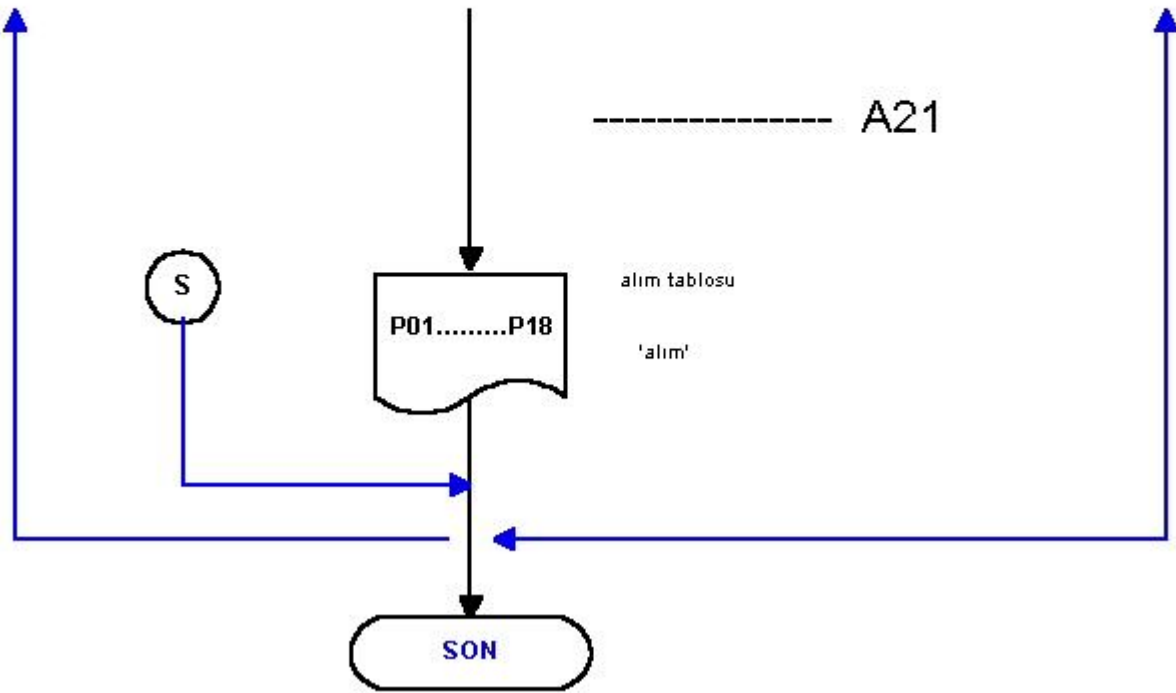 --------------- A21
alım tablosu
S
P01.........P18
'alım'
SON